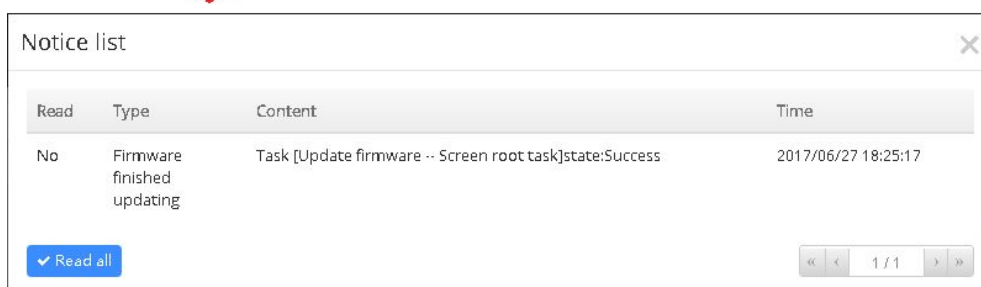 Notice list
Read Type Content Time
No Firmware finished updating Task [Update firmware -- Screen root task]state:Success 2017/06/27 18:25:17
Read all
« ‹ 1 / 1 › »